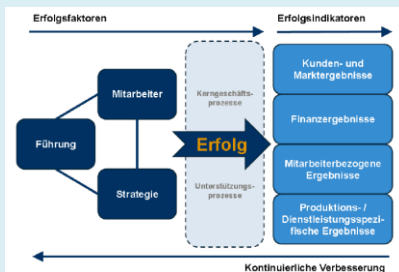 Erfolgsfaktoren
Erfolgsindikatoren
Führung
Mitarbeiter
Strategie
Kerngeschäfts-
prozesse
Erfolg
Unterstützungs-
prozesse
Kunden- und
Marktergebnisse
Finanzergebnisse
Mitarbeiterbezogene
Ergebnisse
Produktions- /
Dienstleistungsspezi-
fische Ergebnisse
Kontinuierliche Verbesserung